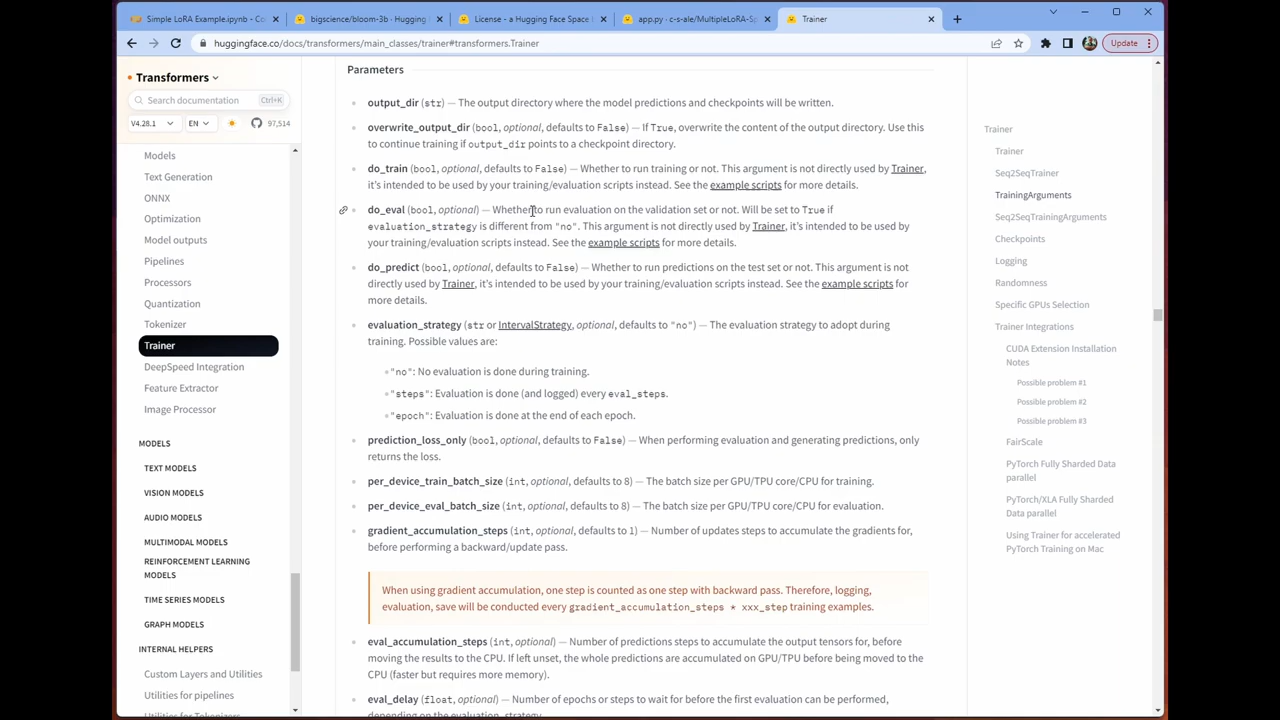 Simple LoRA Example.ipynb - Co
bigscience/bloom-3b · Hugging
License - a Hugging Face Space
app.py · c-s-ale/MultipleLoRA-Sp
Trainer
huggingface.co/docs/transformers/main_classes/trainer#transformers.Trainer
Update
Transformers
Search documentation
Ctrl+K
V4.28.1
EN
97,514
Models
Text Generation
ONNX
Optimization
Model outputs
Pipelines
Processors
Quantization
Tokenizer
Trainer
DeepSpeed Integration
Feature Extractor
Image Processor
MODELS
TEXT MODELS
VISION MODELS
AUDIO MODELS
MULTIMODAL MODELS
REINFORCEMENT LEARNING
MODELS
TIME SERIES MODELS
GRAPH MODELS
INTERNAL HELPERS
Custom Layers and Utilities
Utilities for pipelines
Utilities for Tokenizers
Parameters
output_dir (str) — The output directory where the model predictions and checkpoints will be written.
overwrite_output_dir (bool, optional, defaults to False) — If True, overwrite the content of the output directory. Use this
to continue training if output_dir points to a checkpoint directory.
do_train (bool, optional, defaults to False) — Whether to run training or not. This argument is not directly used by Trainer,
it's intended to be used by your training/evaluation scripts instead. See the example scripts for more details.
do_eval (bool, optional) — Whether to run evaluation on the validation set or not. Will be set to True if
evaluation_strategy is different from "no". This argument is not directly used by Trainer, it's intended to be used by
your training/evaluation scripts instead. See the example scripts for more details.
do_predict (bool, optional, defaults to False) — Whether to run predictions on the test set or not. This argument is not
directly used by Trainer, it's intended to be used by your training/evaluation scripts instead. See the example scripts for
more details.
evaluation_strategy (str or IntervalStrategy, optional, defaults to "no") — The evaluation strategy to adopt during
training. Possible values are:
"no": No evaluation is done during training.
"steps": Evaluation is done (and logged) every eval_steps.
"epoch": Evaluation is done at the end of each epoch.
prediction_loss_only (bool, optional, defaults to False) — When performing evaluation and generating predictions, only
returns the loss.
per_device_train_batch_size (int, optional, defaults to 8) — The batch size per GPU/TPU core/CPU for training.
per_device_eval_batch_size (int, optional, defaults to 8) — The batch size per GPU/TPU core/CPU for evaluation.
gradient_accumulation_steps (int, optional, defaults to 1) — Number of updates steps to accumulate the gradients for,
before performing a backward/update pass.
When using gradient accumulation, one step is counted as one step with backward pass. Therefore, logging,
evaluation, save will be conducted every gradient_accumulation_steps * xxx_step training examples.
eval_accumulation_steps (int, optional) — Number of predictions steps to accumulate the output tensors for, before
moving the results to the CPU. If left unset, the whole predictions are accumulated on GPU/TPU before being moved to the
CPU (faster but requires more memory).
eval_delay (float, optional) — Number of epochs or steps to wait for before the first evaluation can be performed,
depending on the evaluation_strategy.
Trainer
Trainer
Seq2SeqTrainer
TrainingArguments
Seq2SeqTrainingArguments
Checkpoints
Logging
Randomness
Specific GPUs Selection
Trainer Integrations
CUDA Extension Installation
Notes
Possible problem #1
Possible problem #2
Possible problem #3
FairScale
PyTorch Fully Sharded Data
parallel
PyTorch/XLA Fully Sharded
Data parallel
Using Trainer for accelerated
PyTorch Training on Mac